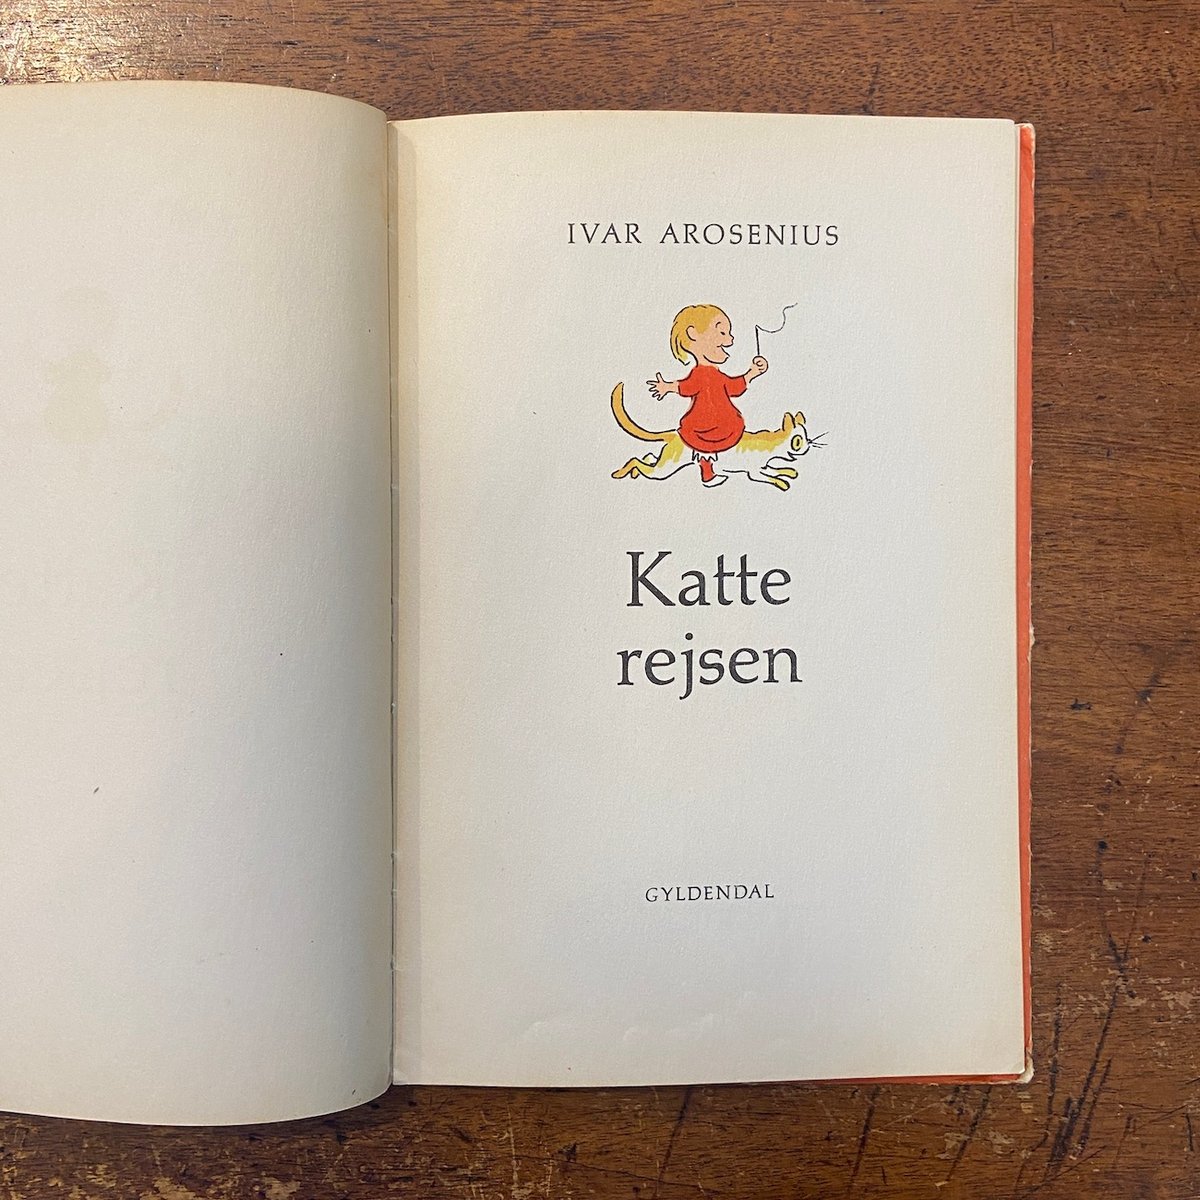 IVAR AROSENIUS
Katte
rejsen
GYLDENDAL